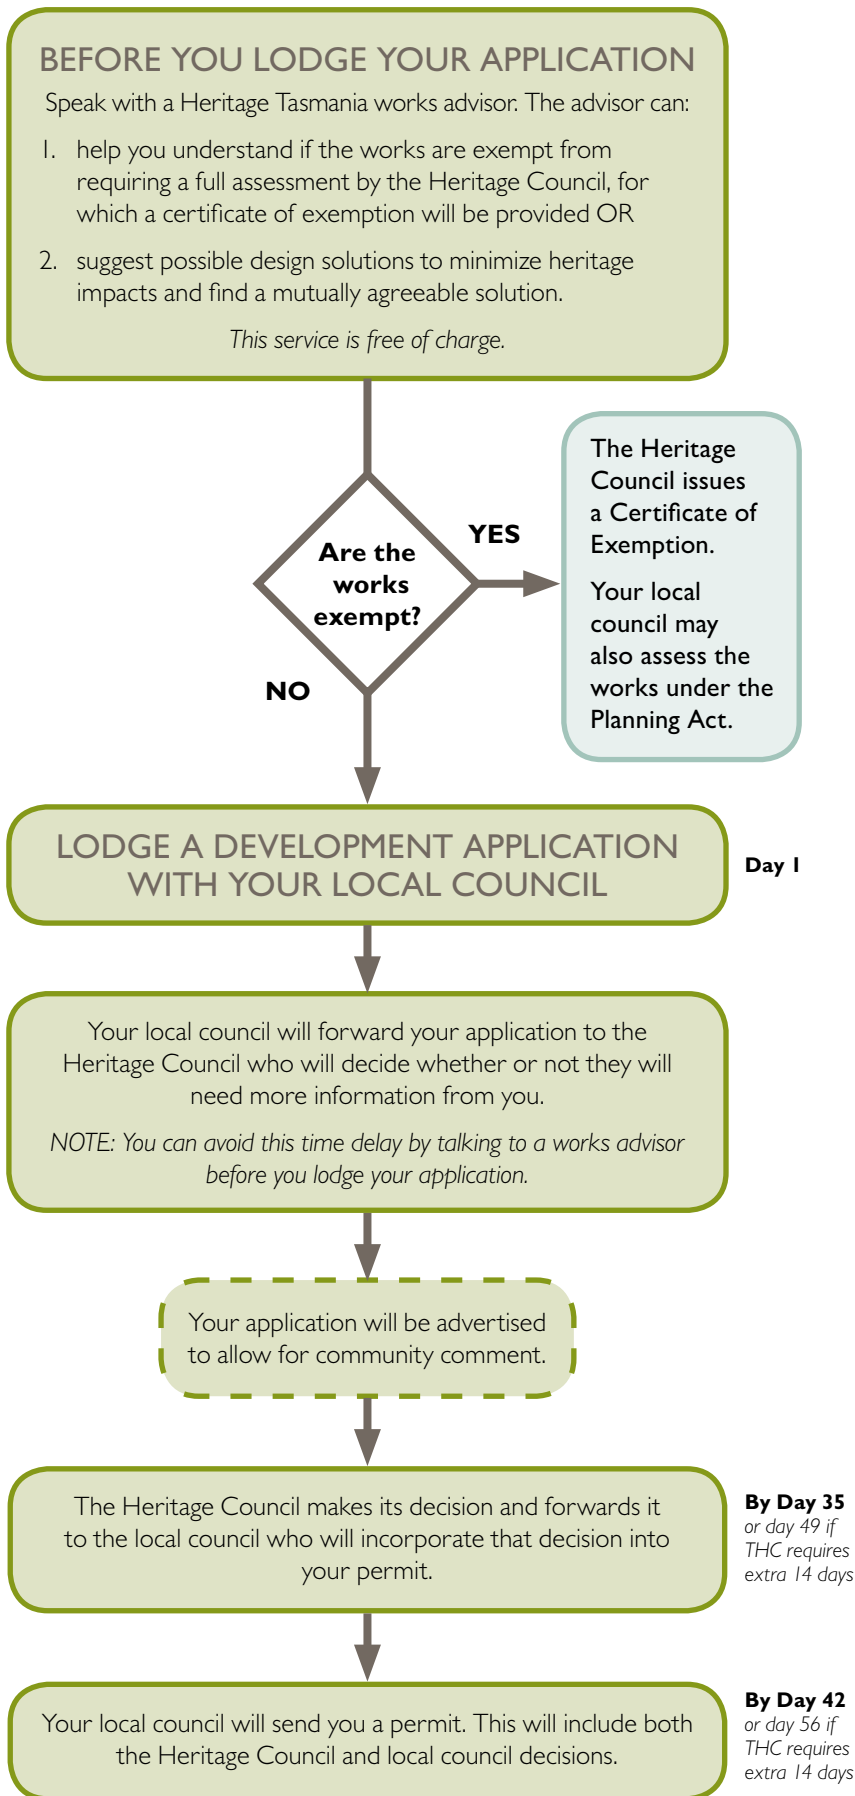 BEFORE YOU LODGE YOUR APPLICATION
Speak with a Heritage Tasmania works advisor. The advisor can:
1. help you understand if the works are exempt from
requiring a full assessment by the Heritage Council, for
which a certificate of exemption will be provided OR
2. suggest possible design solutions to minimize heritage
impacts and find a mutually agreeable solution.
This service is free of charge.
Are the
works
exempt?
YES
The Heritage
Council issues
a Certificate of
Exemption.
Your local
council may
also assess the
works under the
Planning Act.
NO
LODGE A DEVELOPMENT APPLICATION
WITH YOUR LOCAL COUNCIL
Day 1
Your local council will forward your application to the
Heritage Council who will decide whether or not they will
need more information from you.
NOTE: You can avoid this time delay by talking to a works advisor
before you lodge your application.
Your application will be advertised
to allow for community comment.
The Heritage Council makes its decision and forwards it
to the local council who will incorporate that decision into
your permit.
By Day 35
or day 49 if
THC requires
extra 14 days
Your local council will send you a permit. This will include both
the Heritage Council and local council decisions.
By Day 42
or day 56 if
THC requires
extra 14 days